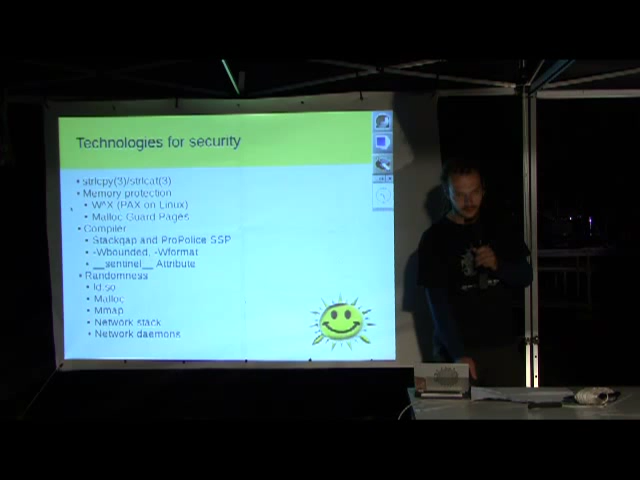 Technologies for security
• strlcpy(3)/strlcat(3)
• Memory protection
• W^X (PAX on Linux)
• Malloc Guard Pages
• Compiler
• Stackgap and ProPolice SSP
• -Wbounded, -Wformat
• __sentinel__ Attribute
• Randomness
• ld.so
• Malloc
• Mmap
• Network stack
• Network daemons